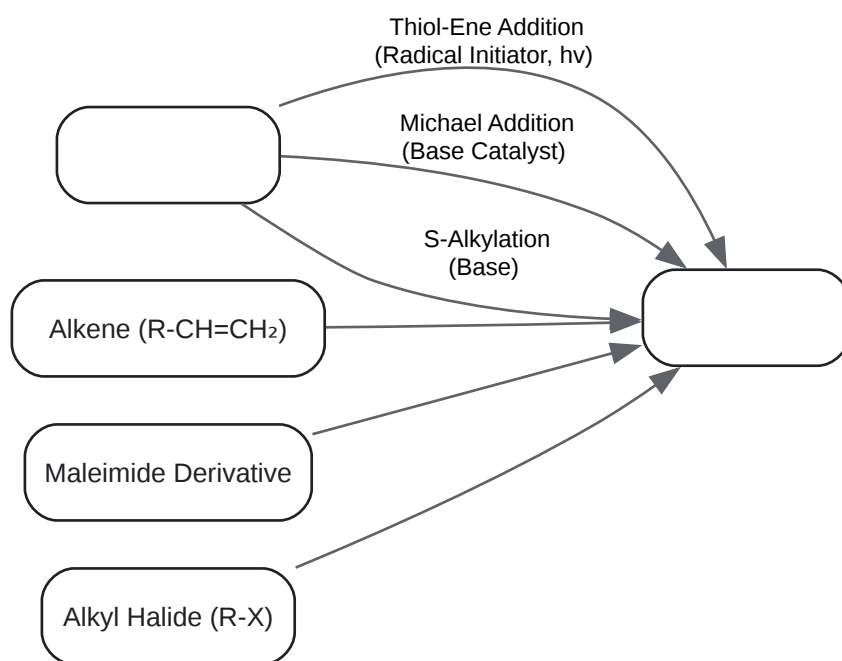 Thiol-Ene Addition
(Radical Initiator, hv)
Michael Addition
(Base Catalyst)
S-Alkylation
(Base)
Alkene (R-CH=CH₂)
Maleimide Derivative
Alkyl Halide (R-X)